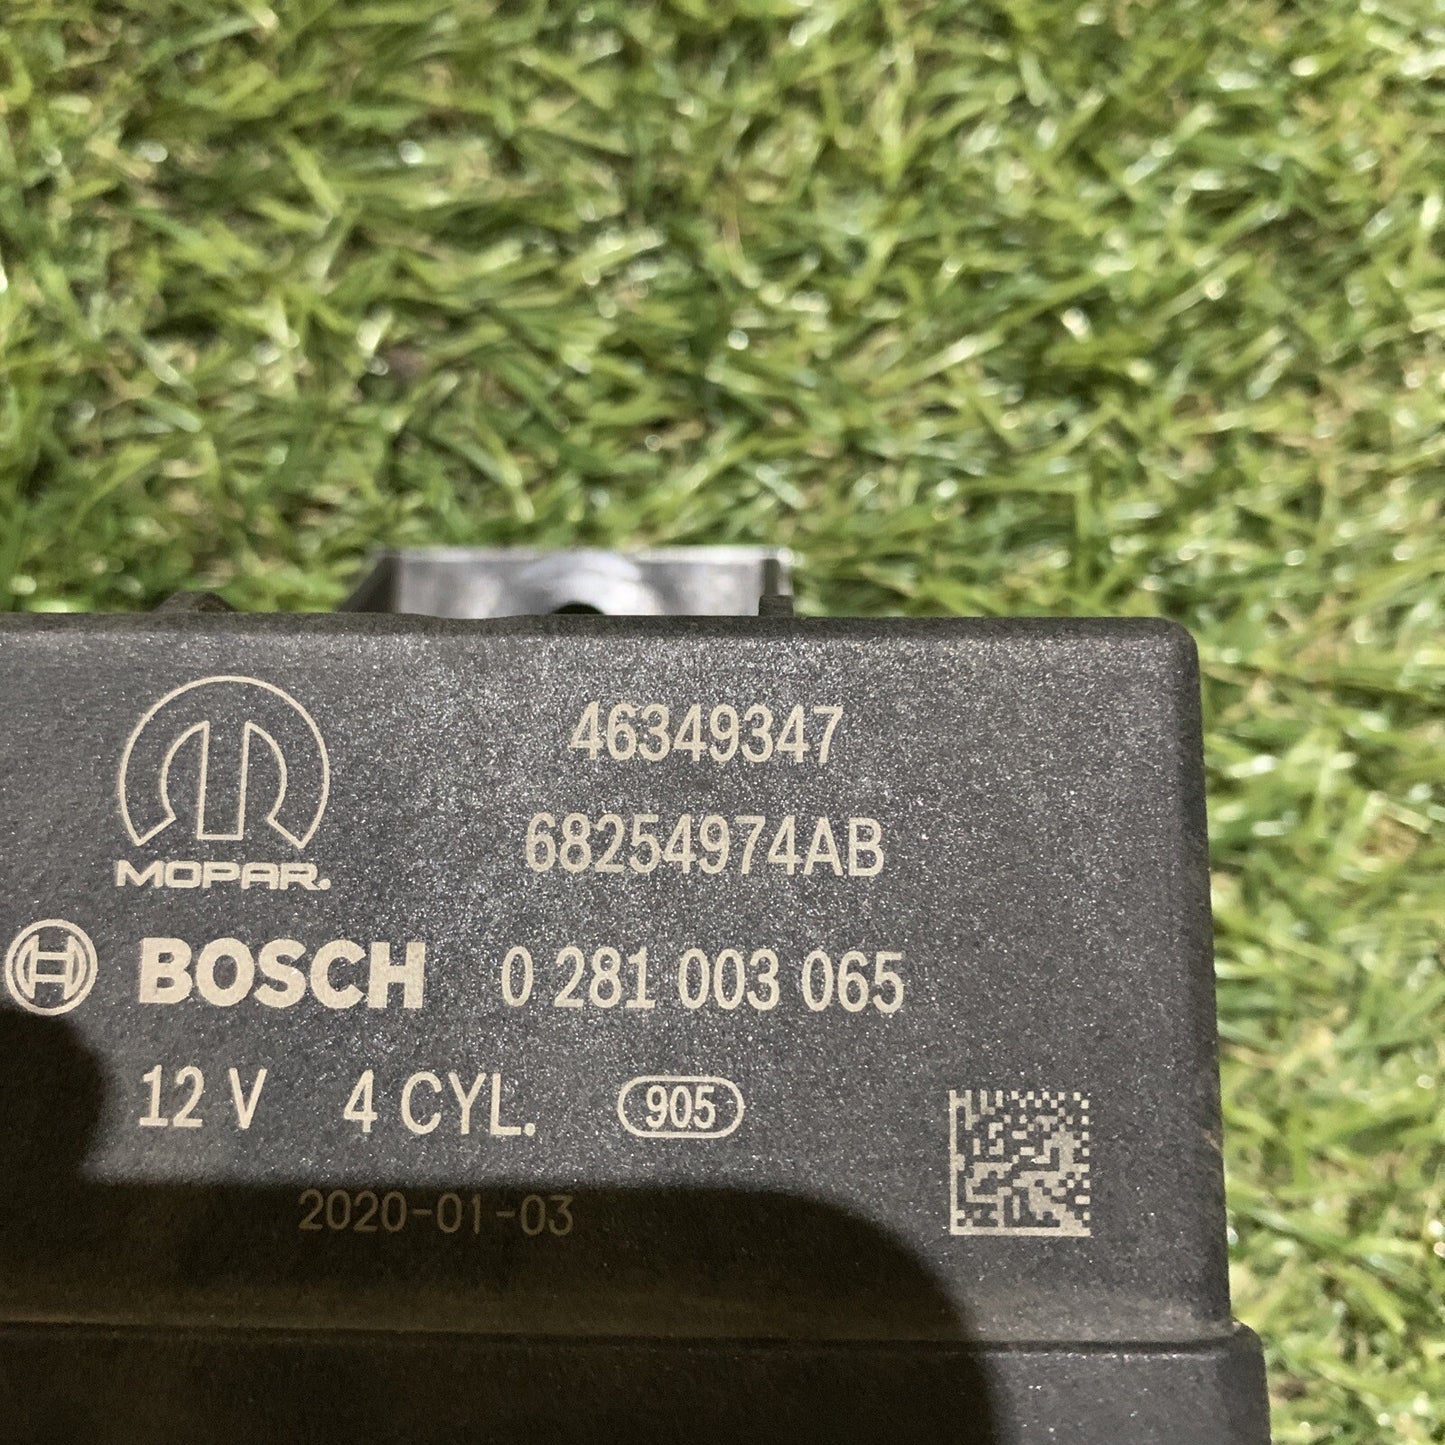 46349347
MOPAR.
68254974AB
BOSCH 0 281 003 065
12 V 4 CYL. 905
2020-01-03